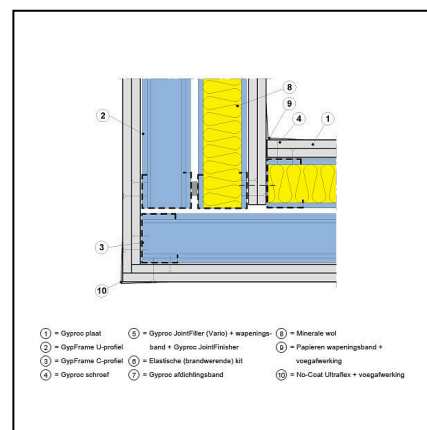 8
2
9
4
1
3
10
1 = Gyproc plaat
2 = GypFrame U-profiel
3 = GypFrame C-profiel
4 = Gyproc schroef
5 = Gyproc JointFiller (Vario) + wapenings-
band + Gyproc JointFinisher
6 = Elastische (brandwerende) kit
7 = Gyproc afdichtingsband
8 = Minerale wol
9 = Papieren wapeningsband +
voegafwerking
10 = No-Coat Ultraflex + voegafwerking